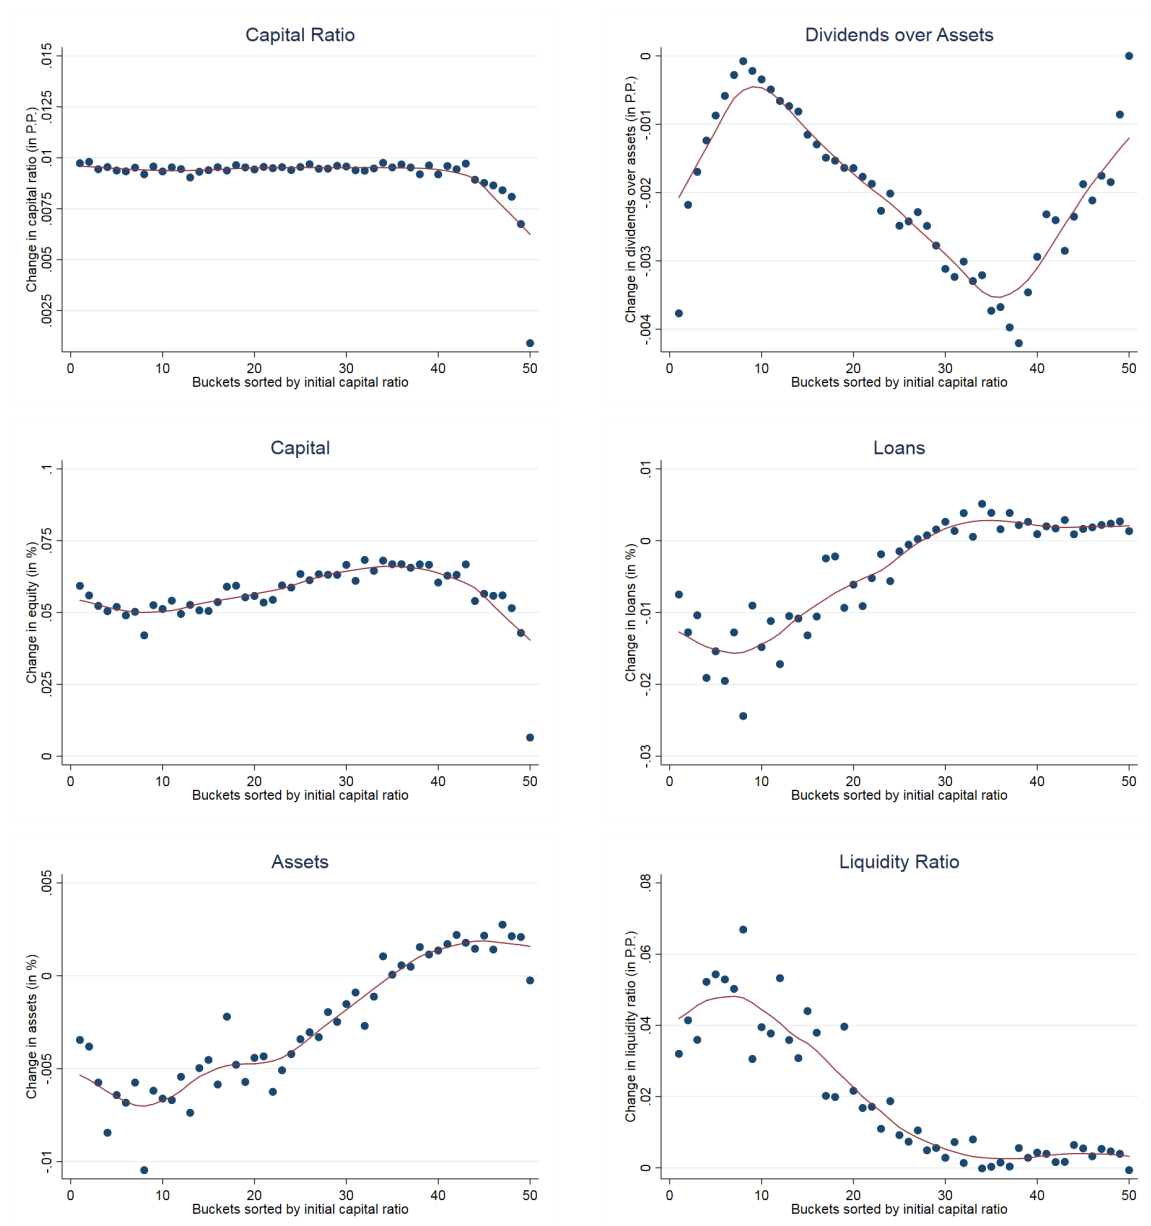 Capital Ratio
Change in capital ratio (in P.P.)
.015
.0125
.01
.0075
.005
.0025
0 10 20 30 40 50
Buckets sorted by initial capital ratio
Dividends over Assets
Change in dividends over assets (in P.P.)
0
-.001
-.002
-.003
-.004
0 10 20 30 40 50
Buckets sorted by initial capital ratio
Capital
Change in equity (in %)
.1
.075
.05
.025
0
0 10 20 30 40 50
Buckets sorted by initial capital ratio
Loans
Change in loans (in %)
.01
0
-.01
-.02
-.03
0 10 20 30 40 50
Buckets sorted by initial capital ratio
Assets
Change in assets (in %)
.005
0
-.005
-.01
0 10 20 30 40 50
Buckets sorted by initial capital ratio
Liquidity Ratio
Change in liquidity ratio (in P.P.)
.08
.06
.04
.02
0
0 10 20 30 40 50
Buckets sorted by initial capital ratio